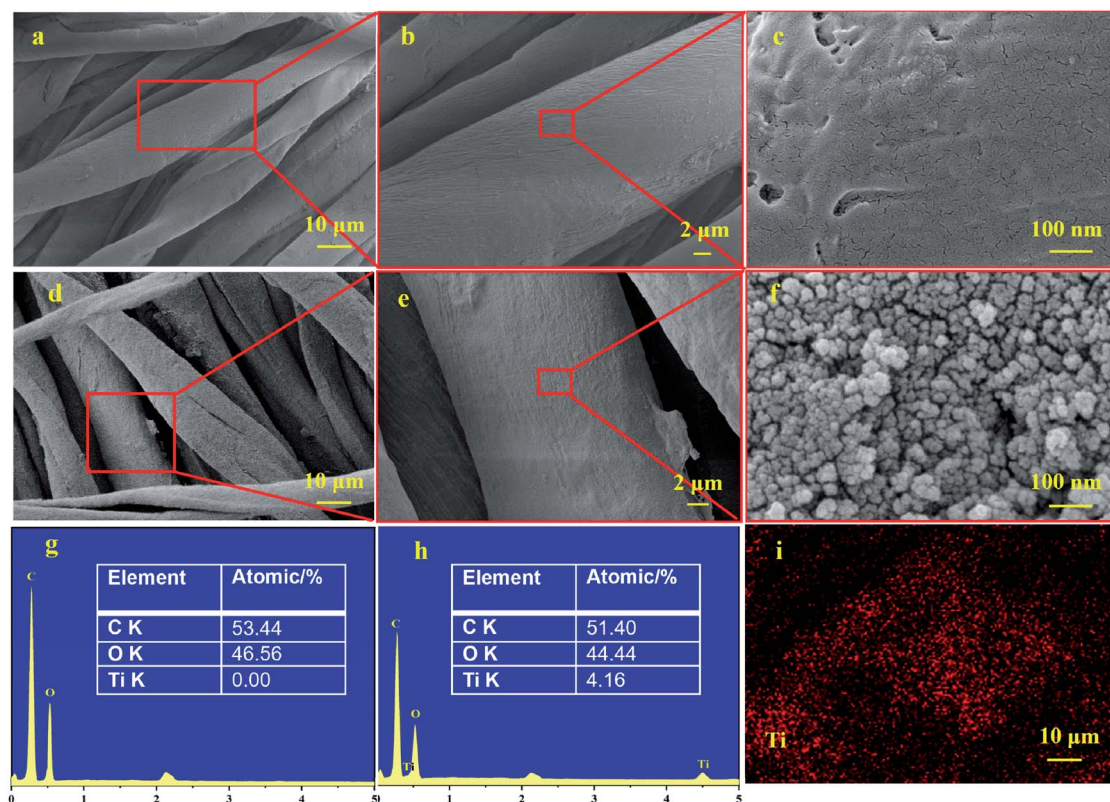 a
b
c
10 μm
2 μm
100 nm
d
e
f
10 μm
2 μm
100 nm
g
C
O
Element Atomic/%
C K 53.44
O K 46.56
Ti K 0.00
0 1 2 3 4 5
h
C
Ti
O
Ti
Element Atomic/%
C K 51.40
O K 44.44
Ti K 4.16
1 2 3 4 5
i
Ti
10 μm